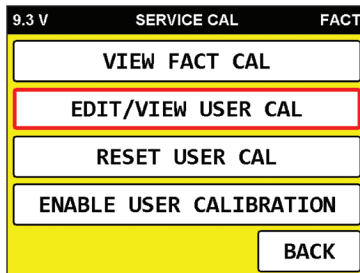 9.3 V SERVICE CAL FACT
VIEW FACT CAL
EDIT/VIEW USER CAL
RESET USER CAL
ENABLE USER CALIBRATION
BACK